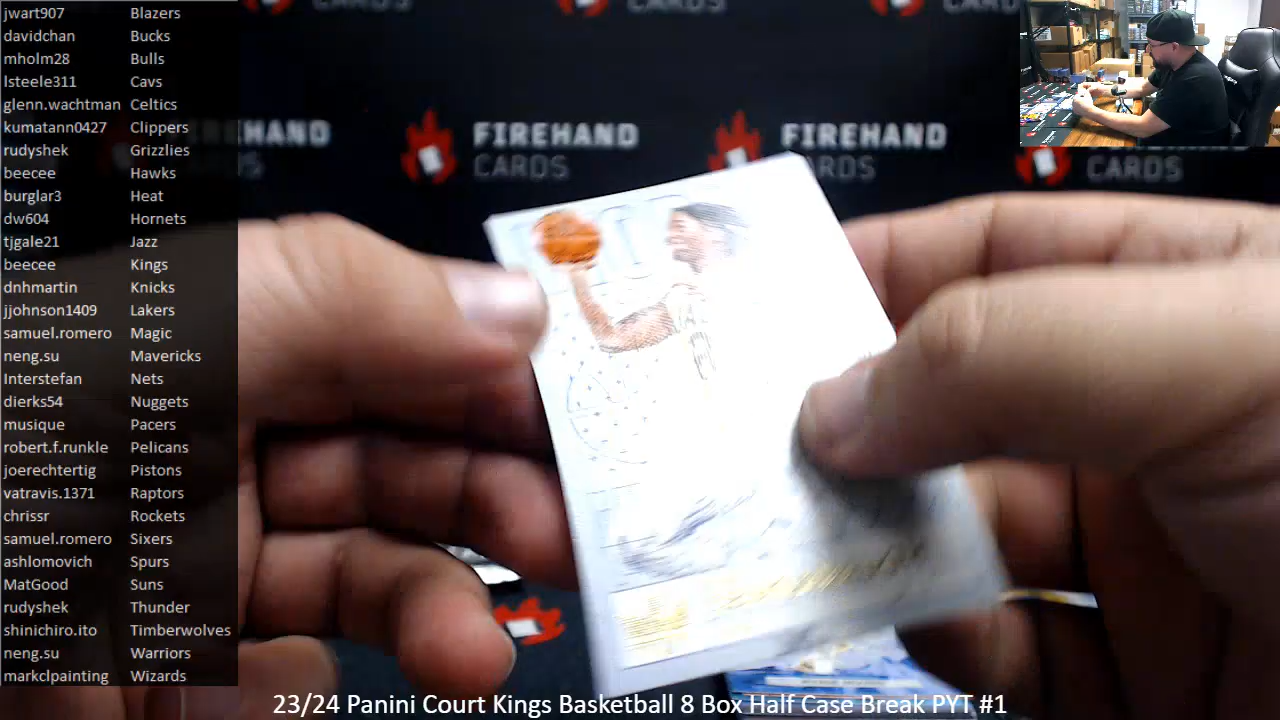 jwart907 Blazers
davidchan Bucks
mholm28 Bulls
lsteele311 Cavs
glenn.wachtman Celtics
kumatann0427 Clippers
rudyshek Grizzlies
beecee Hawks
burglar3 Heat
dw604 Hornets
tjgale21 Jazz
beecee Kings
dnhmartin Knicks
jjohnson1409 Lakers
samuel.romero Magic
neng.su Mavericks
Interstefan Nets
dierks54 Nuggets
musique Pacers
robert.f.runkle Pelicans
joerechtertig Pistons
vatravis.1371 Raptors
chrissr Rockets
samuel.romero Sixers
ashlomovich Spurs
MatGood Suns
rudyshek Thunder
shinichiro.ito Timberwolves
neng.su Warriors
markclpainting Wizards
CARDS
CARDS
FIREHAND
CARDS
FIREHAND
CARDS
CARDS
23/24 Panini Court Kings Basketball 8 Box Half Case Break PYT #1